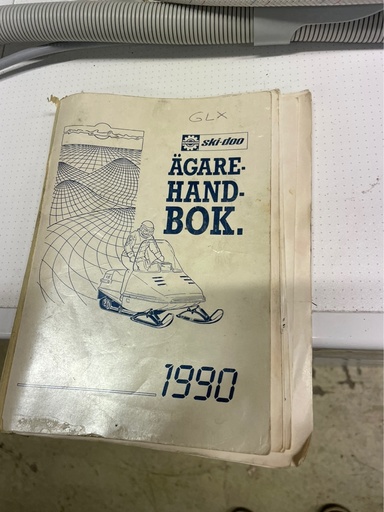 GLX
ski-doo
ÄGARE-
HAND-
BOK.
1990